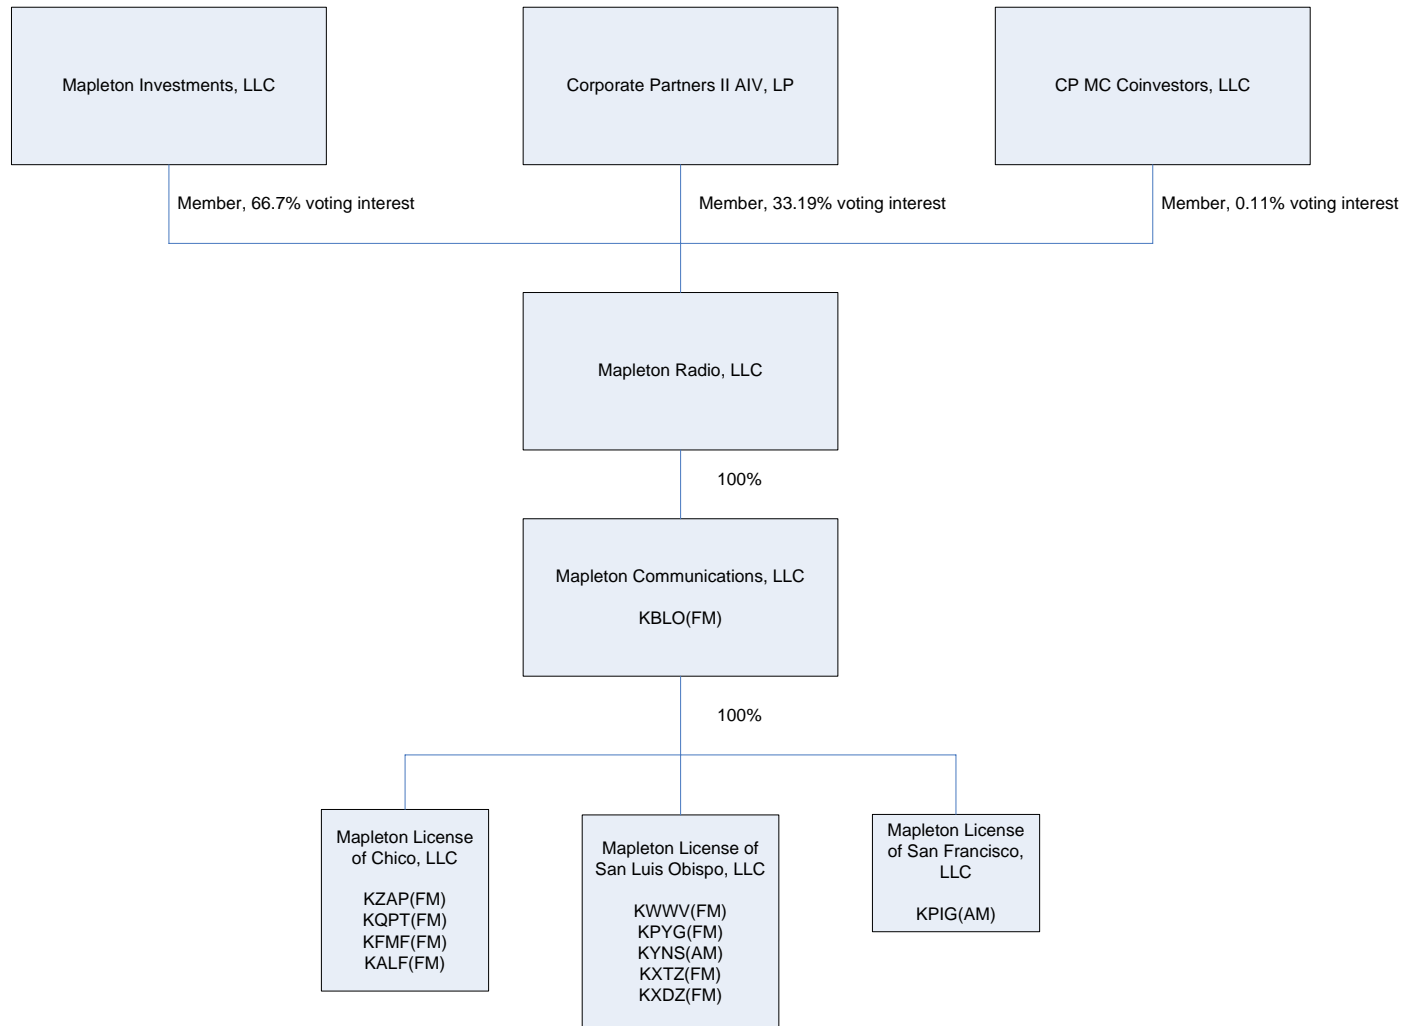 Mapleton Investments, LLC
Corporate Partners II AIV, LP
CP MC Coinvestors, LLC
Member, 66.7% voting interest
Member, 33.19% voting interest
Member, 0.11% voting interest
Mapleton Radio, LLC
100%
Mapleton Communications, LLC
KBLO(FM)
100%
Mapleton License
of Chico, LLC
KZAP(FM)
KQPT(FM)
KFMF(FM)
KALF(FM)
Mapleton License of
San Luis Obispo, LLC
KWWV(FM)
KPYG(FM)
KYNS(AM)
KXTZ(FM)
KXDZ(FM)
Mapleton License
of San Francisco,
LLC
KPIG(AM)